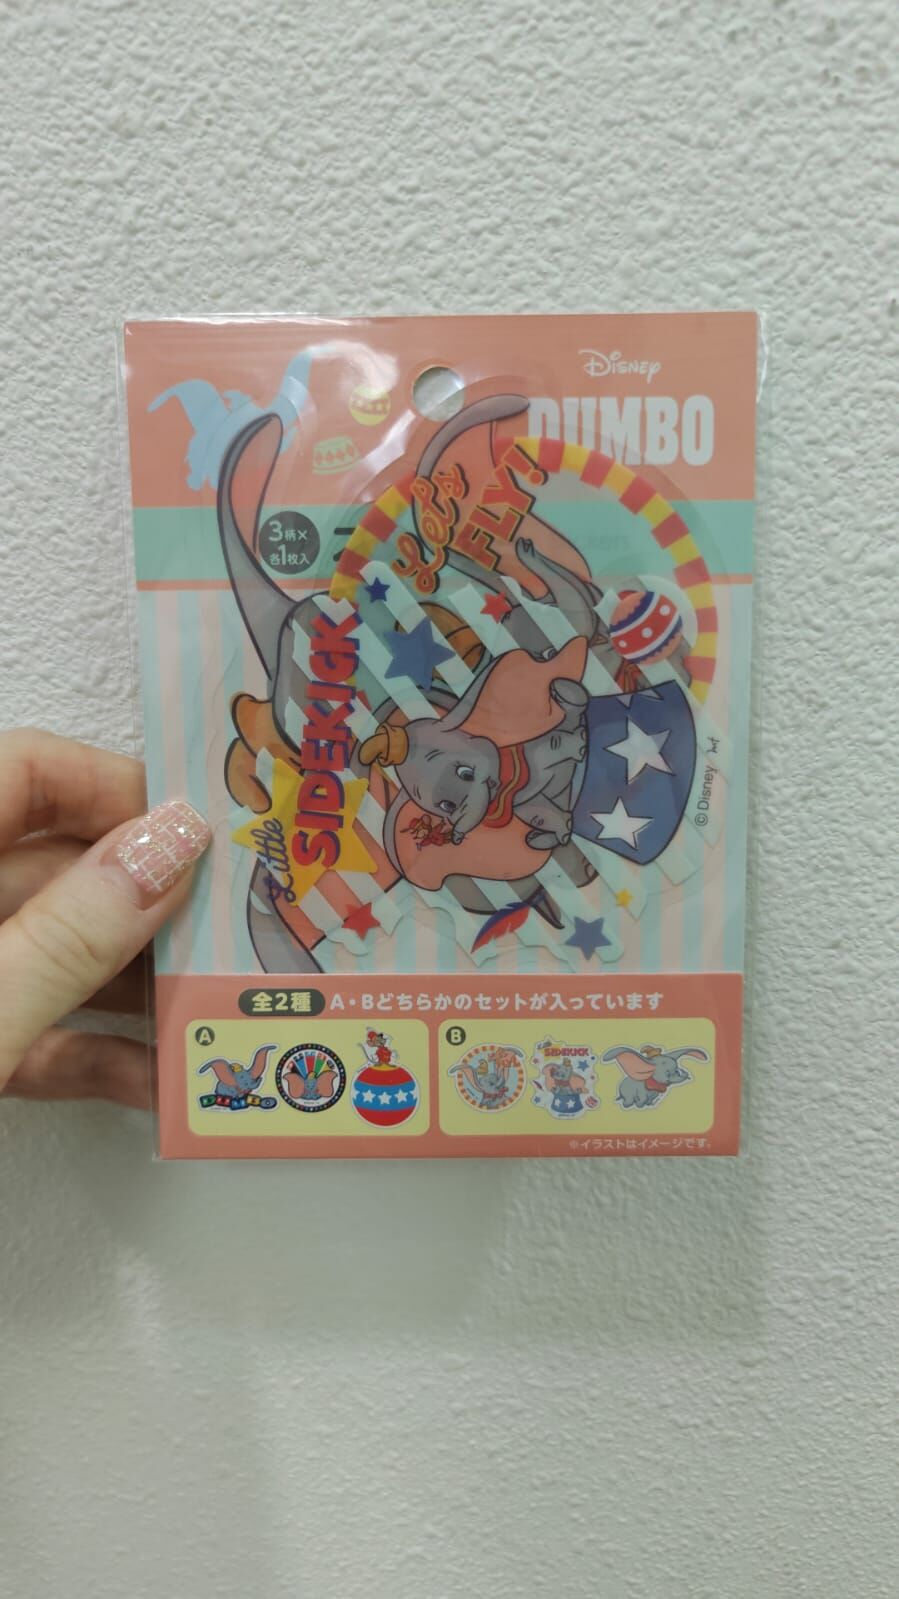 Disney
DUMBO
3柄×
各1枚入
Let's
FLY!
Little
SIDEKICK
©Disney
全2種 A・Bどちらかのセットが入っています
A
B
DUMBO
SIDEKICK
※イラストはイメージです。